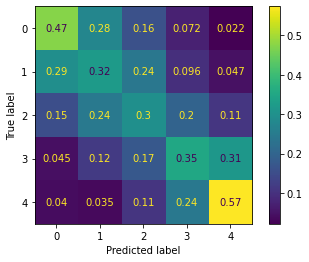 0 0.47 0.28 0.16 0.072 0.022
1 0.29 0.32 0.24 0.096 0.047
2 0.15 0.24 0.3 0.2 0.11
3 0.045 0.12 0.17 0.35 0.31
4 0.04 0.035 0.11 0.24 0.57
0 1 2 3 4
Predicted label
True label
0.5
0.4
0.3
0.2
0.1